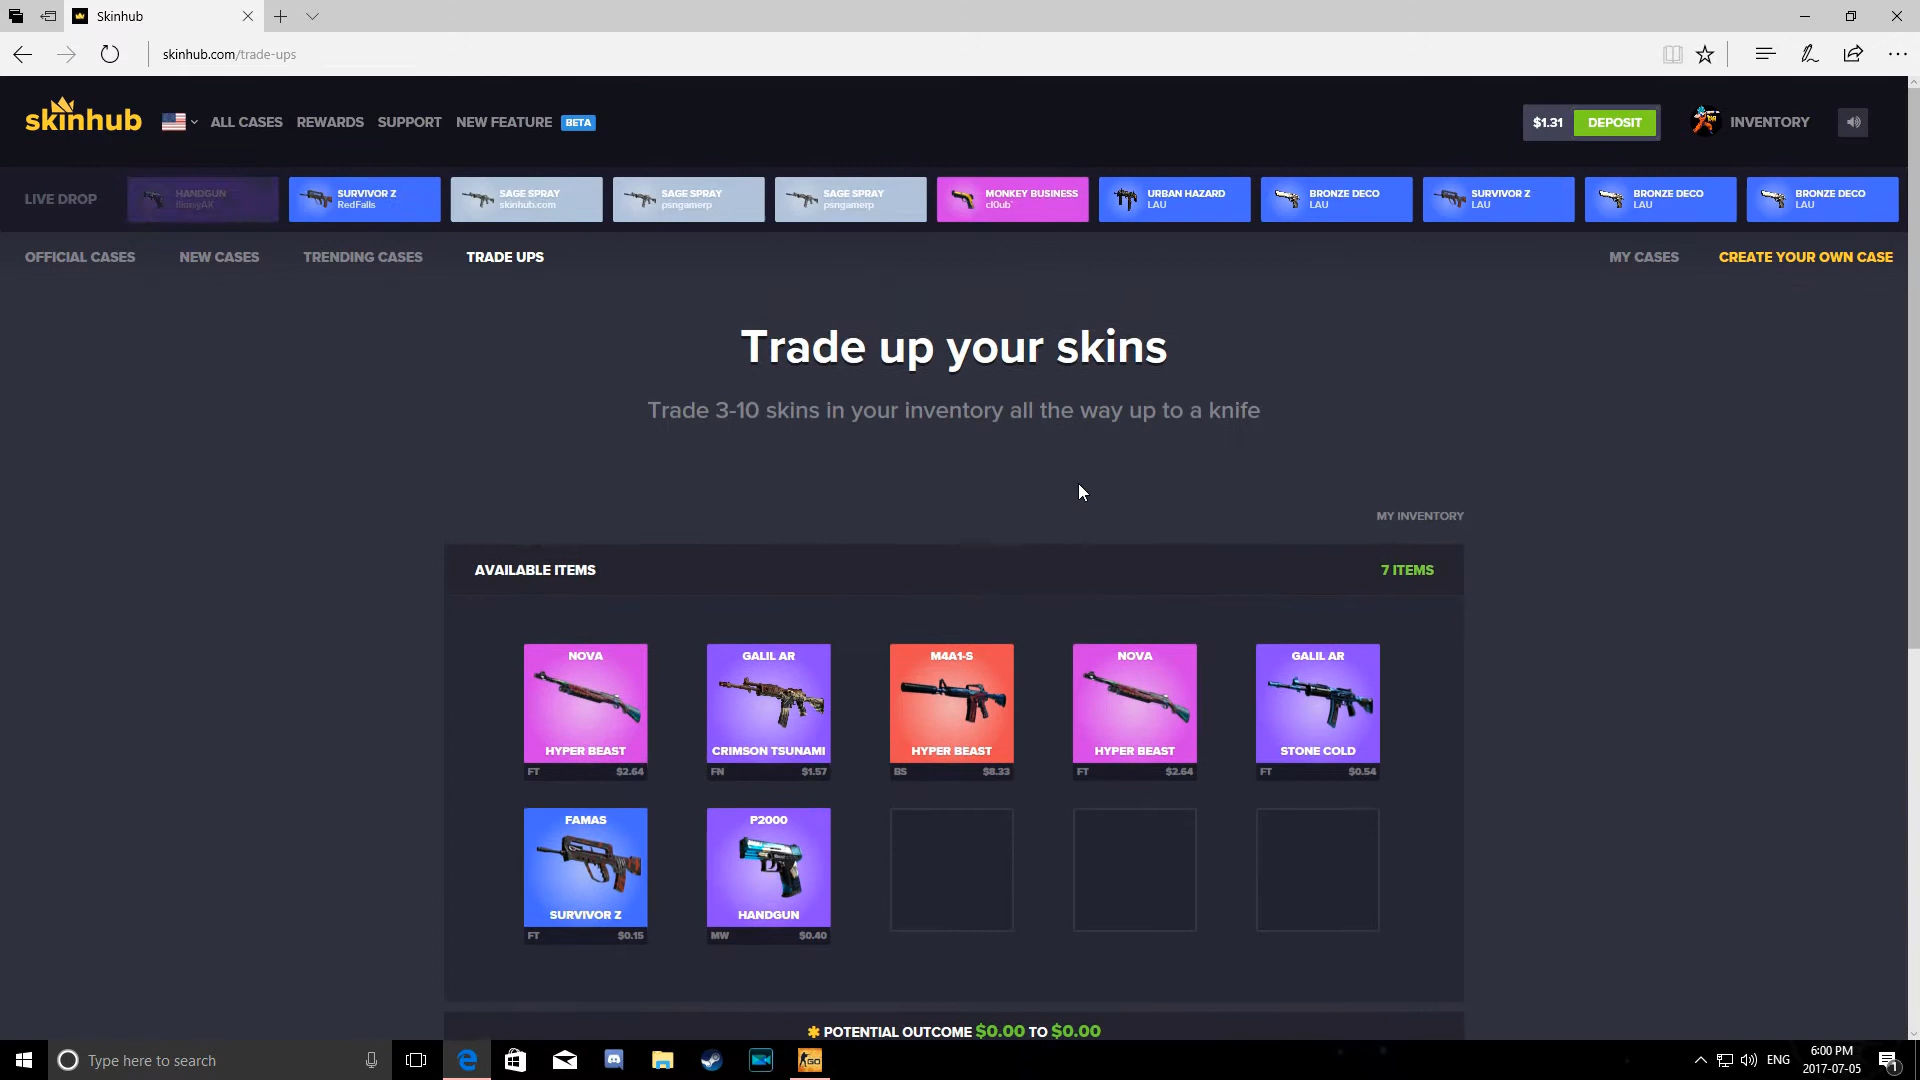 Skinhub
skinhub.com/trade-ups
skinhub
ALL CASES REWARDS SUPPORT NEW FEATURE BETA
$1.31 DEPOSIT
INVENTORY
LIVE DROP
HANDGUN
SURVIVOR Z
RedFalls
SAGE SPRAY
skinhub.com
SAGE SPRAY
psngamerp
SAGE SPRAY
psngamerp
MONKEY BUSINESS
cl0ub`
URBAN HAZARD
LAU
BRONZE DECO
LAU
SURVIVOR Z
LAU
BRONZE DECO
LAU
BRONZE DECO
LAU
OFFICIAL CASES NEW CASES TRENDING CASES TRADE UPS MY CASES CREATE YOUR OWN CASE
Trade up your skins
Trade 3-10 skins in your inventory all the way up to a knife
MY INVENTORY
AVAILABLE ITEMS 7 ITEMS
NOVA
HYPER BEAST
FT $2.64
GALIL AR
CRIMSON TSUNAMI
FN $1.57
M4A1-S
HYPER BEAST
BS $8.33
NOVA
HYPER BEAST
FT $2.64
GALIL AR
STONE COLD
FT $0.54
FAMAS
SURVIVOR Z
FT $0.15
P2000
HANDGUN
MW $0.40
✱ POTENTIAL OUTCOME $0.00 TO $0.00
Type here to search
GO
ENG
6:00 PM
2017-07-05
1